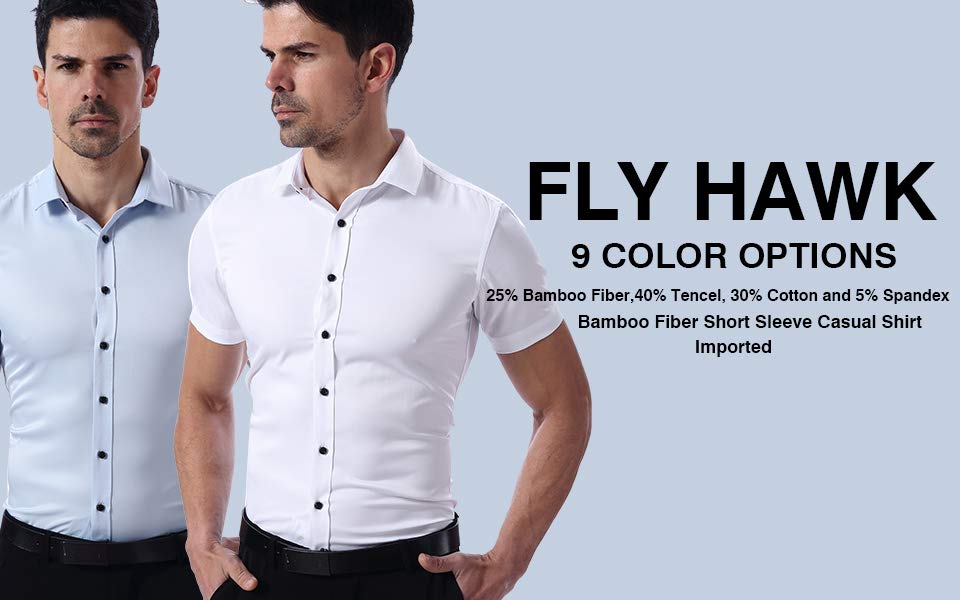 FLY HAWK
9 COLOR OPTIONS
25% Bamboo Fiber,40% Tencel, 30% Cotton and 5% Spandex
Bamboo Fiber Short Sleeve Casual Shirt
Imported